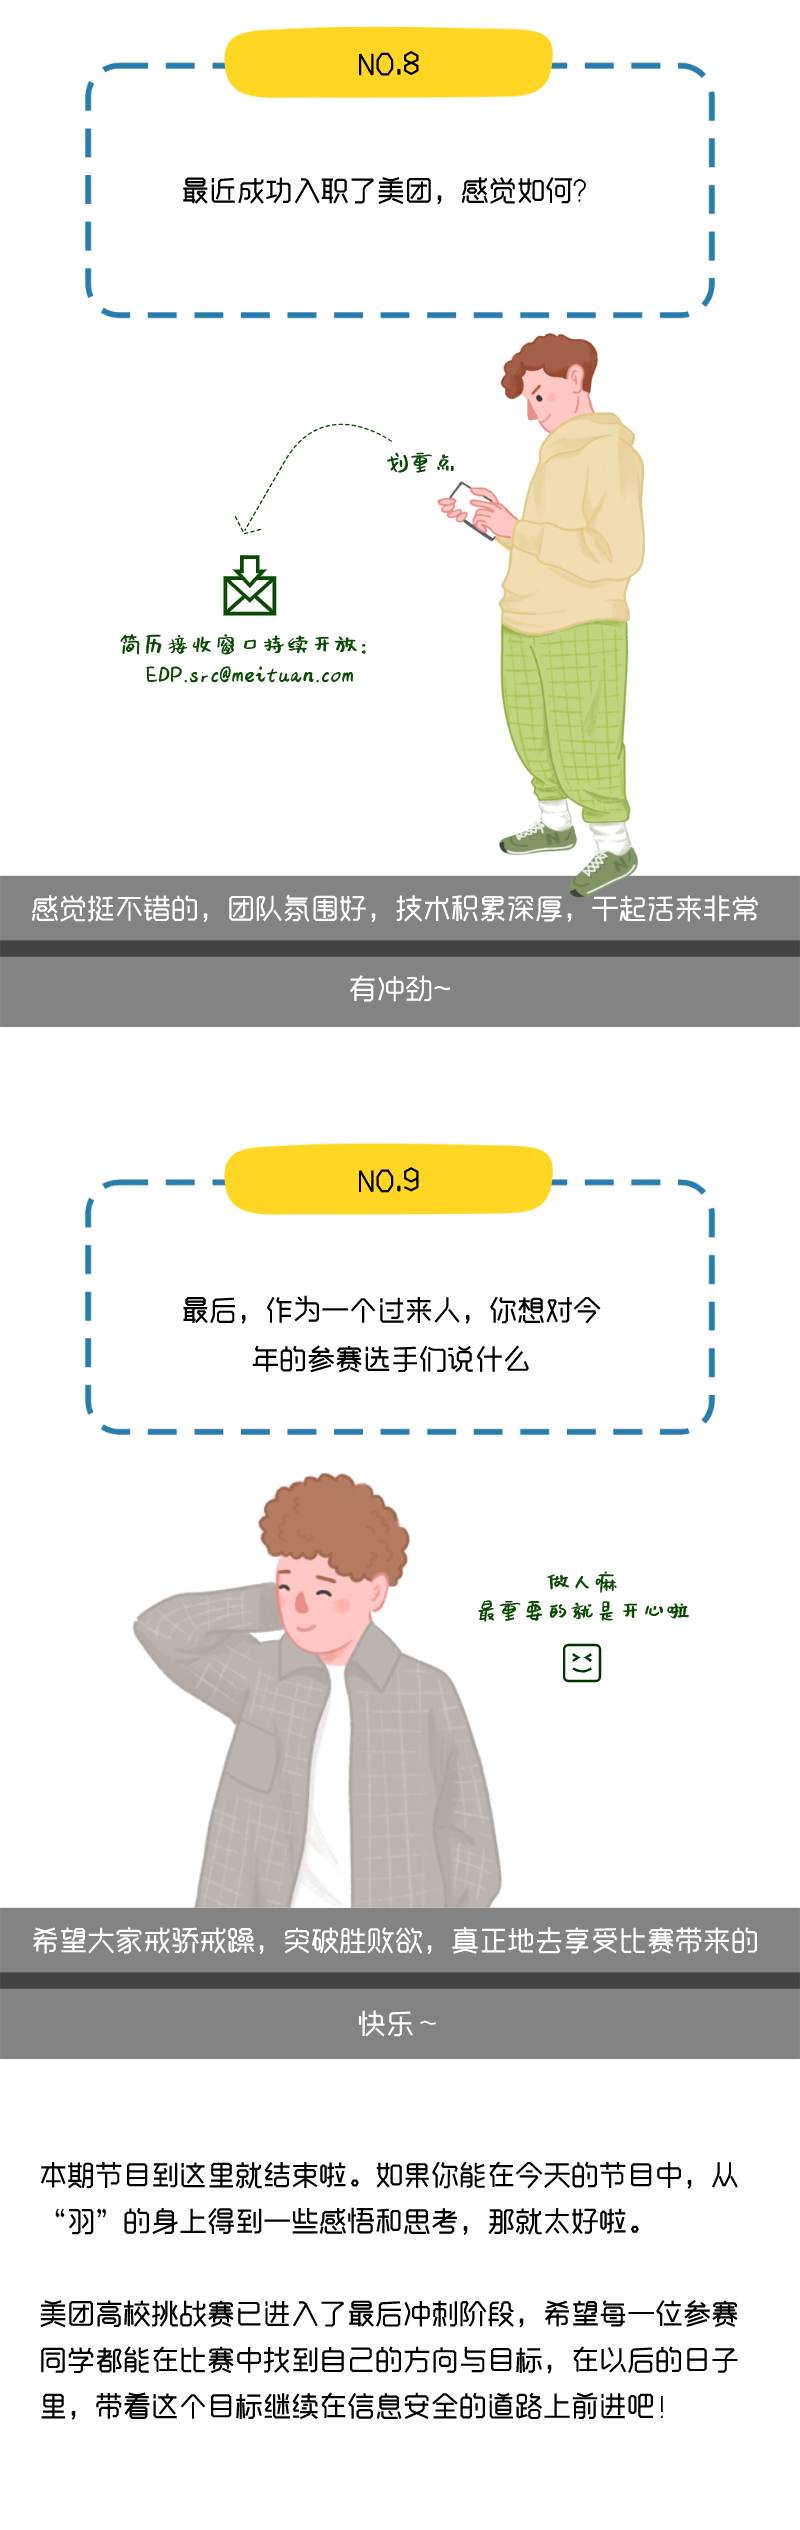 NO.8
最近成功入职了美团，感觉如何？
划重点
简历接收窗口持续开放：
EDP.src@meituan.com
感觉挺不错的，团队氛围好，技术积累深厚，干起活来非常
有冲劲~
NO.9
最后，作为一个过来人，你想对今
年的参赛选手们说什么
做人嘛
最重要的就是开心啦
希望大家戒骄戒躁，突破胜败欲，真正地去享受比赛带来的
快乐~
本期节目到这里就结束啦。如果你能在今天的节目中，从
“羽”的身上得到一些感悟和思考，那就太好啦。
美团高校挑战赛已进入了最后冲刺阶段，希望每一位参赛
同学都能在比赛中找到自己的方向与目标，在以后的日子
里，带着这个目标继续在信息安全的道路上前进吧！